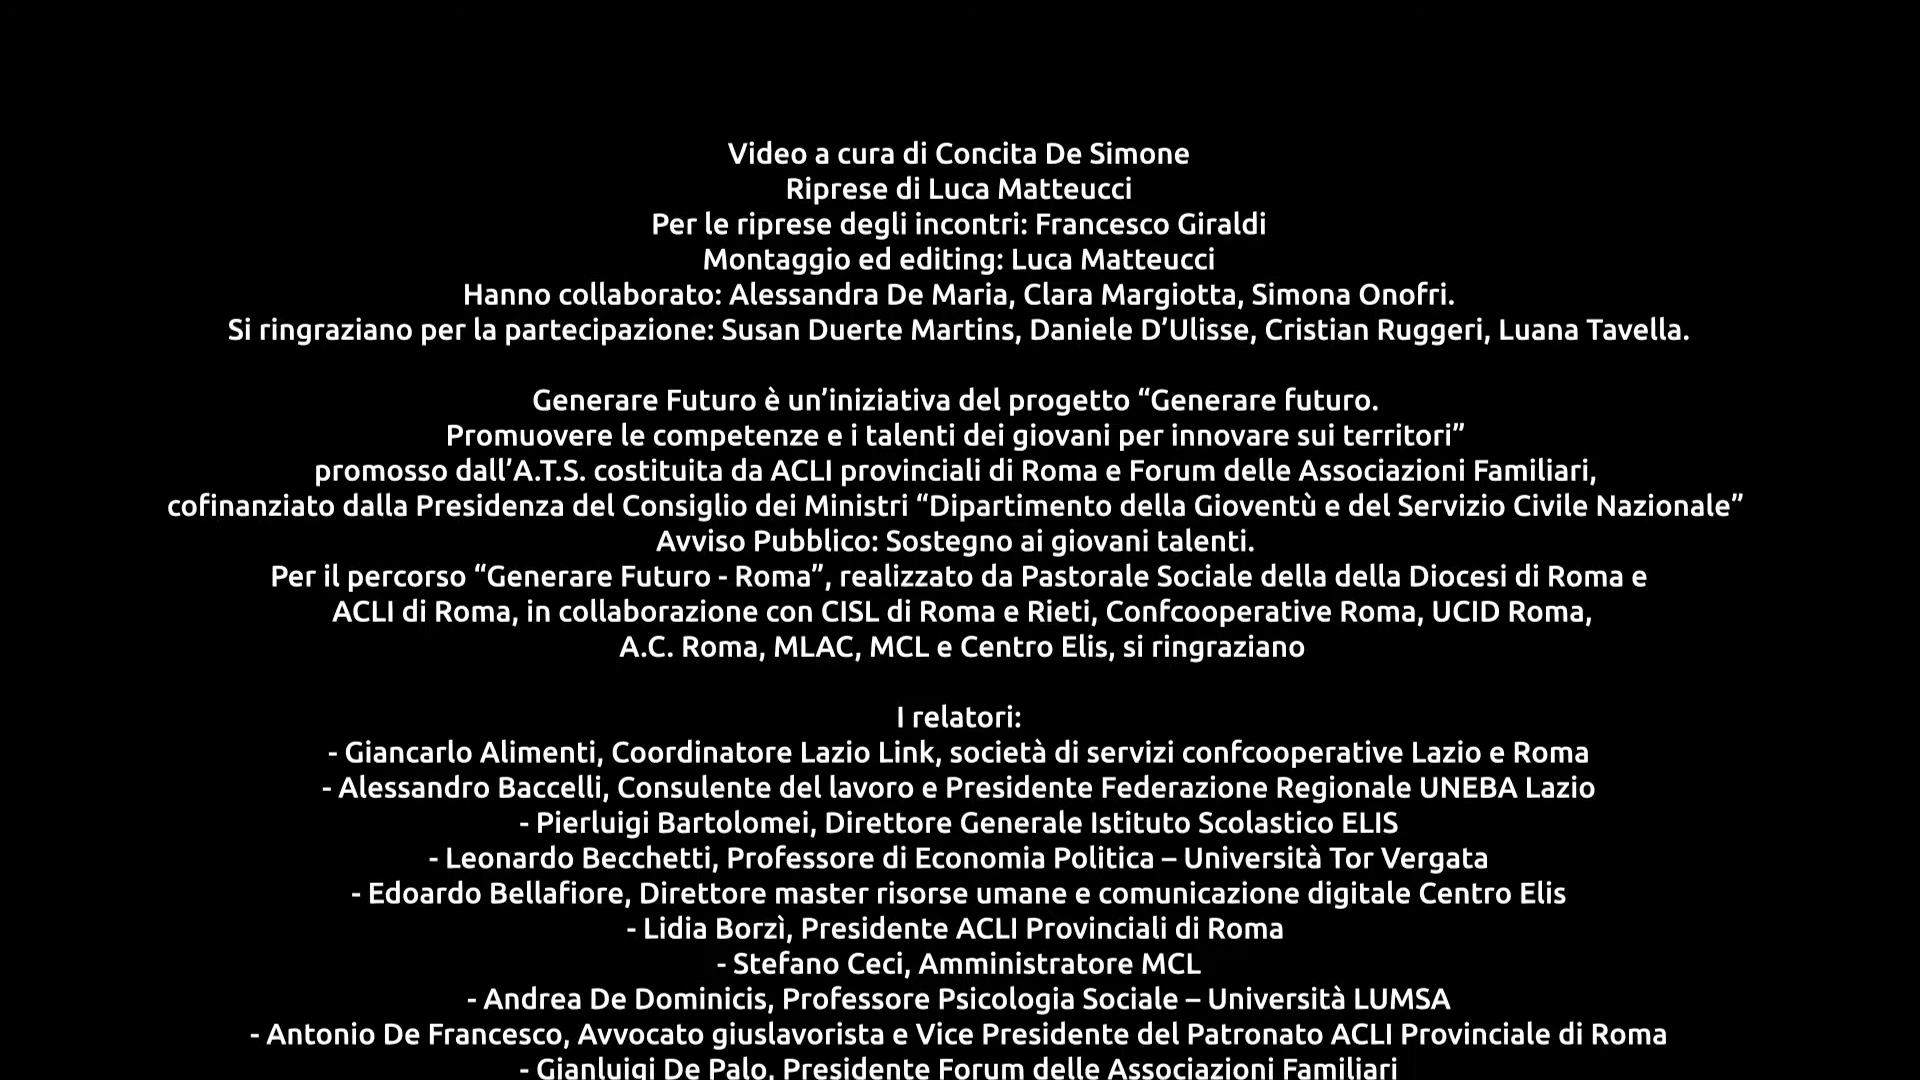 Video a cura di Concita De Simone
Riprese di Luca Matteucci
Per le riprese degli incontri: Francesco Giraldi
Montaggio ed editing: Luca Matteucci
Hanno collaborato: Alessandra De Maria, Clara Margiotta, Simona Onofri.
Si ringraziano per la partecipazione: Susan Duerte Martins, Daniele D’Ulisse, Cristian Ruggeri, Luana Tavella.
Generare Futuro è un’iniziativa del progetto “Generare futuro.
Promuovere le competenze e i talenti dei giovani per innovare sui territori”
promosso dall’A.T.S. costituita da ACLI provinciali di Roma e Forum delle Associazioni Familiari,
cofinanziato dalla Presidenza del Consiglio dei Ministri “Dipartimento della Gioventù e del Servizio Civile Nazionale”
Avviso Pubblico: Sostegno ai giovani talenti.
Per il percorso “Generare Futuro - Roma”, realizzato da Pastorale Sociale della della Diocesi di Roma e
ACLI di Roma, in collaborazione con CISL di Roma e Rieti, Confcooperative Roma, UCID Roma,
A.C. Roma, MLAC, MCL e Centro Elis, si ringraziano
I relatori:
- Giancarlo Alimenti, Coordinatore Lazio Link, società di servizi confcooperative Lazio e Roma
- Alessandro Baccelli, Consulente del lavoro e Presidente Federazione Regionale UNEBA Lazio
- Pierluigi Bartolomei, Direttore Generale Istituto Scolastico ELIS
- Leonardo Becchetti, Professore di Economia Politica – Università Tor Vergata
- Edoardo Bellafiore, Direttore master risorse umane e comunicazione digitale Centro Elis
- Lidia Borzì, Presidente ACLI Provinciali di Roma
- Stefano Ceci, Amministratore MCL
- Andrea De Dominicis, Professore Psicologia Sociale – Università LUMSA
- Antonio De Francesco, Avvocato giuslavorista e Vice Presidente del Patronato ACLI Provinciale di Roma
- Gianluigi De Palo, Presidente Forum delle Associazioni Familiari